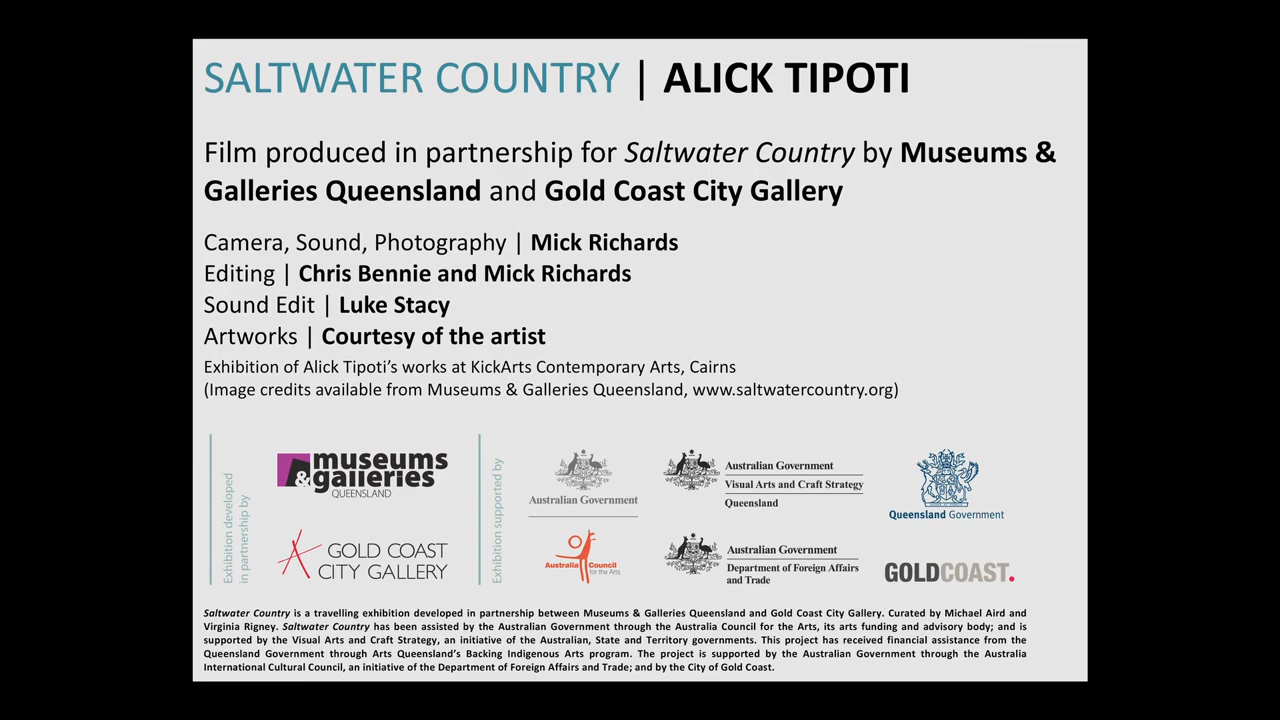 SALTWATER COUNTRY | ALICK TIPOTI
Film produced in partnership for Saltwater Country by Museums &
Galleries Queensland and Gold Coast City Gallery
Camera, Sound, Photography | Mick Richards
Editing | Chris Bennie and Mick Richards
Sound Edit | Luke Stacy
Artworks | Courtesy of the artist
Exhibition of Alick Tipoti’s works at KickArts Contemporary Arts, Cairns
(Image credits available from Museums & Galleries Queensland, www.saltwatercountry.org)
Exhibition developed
in partnership by
museums
&galleries
QUEENSLAND
GOLD COAST
CITY GALLERY
Exhibition supported by
Australian Government
Australia Council
for the Arts
Australian Government
Visual Arts and Craft Strategy
Queensland
Australian Government
Department of Foreign Affairs
and Trade
Queensland Government
GOLDCOAST.
Saltwater Country is a travelling exhibition developed in partnership between Museums & Galleries Queensland and Gold Coast City Gallery. Curated by Michael Aird and
Virginia Rigney. Saltwater Country has been assisted by the Australian Government through the Australia Council for the Arts, its arts funding and advisory body; and is
supported by the Visual Arts and Craft Strategy, an initiative of the Australian, State and Territory governments. This project has received financial assistance from the
Queensland Government through Arts Queensland’s Backing Indigenous Arts program. The project is supported by the Australian Government through the Australia
International Cultural Council, an initiative of the Department of Foreign Affairs and Trade; and by the City of Gold Coast.